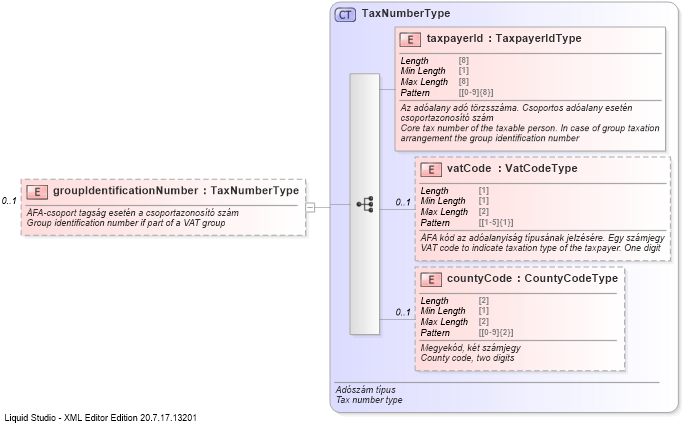 CT TaxNumberType
E taxpayerId : TaxpayerIdType
Length [8]
Min Length [1]
Max Length [8]
Pattern [[0-9]{8}]
Az adóalany adó törzsszáma. Csoportos adóalany esetén
csoportazonosító szám
Core tax number of the taxable person. In case of group taxation
arrangement the group identification number
0..1
E groupIdentificationNumber : TaxNumberType
ÁFA-csoport tagság esetén a csoportazonosító szám
Group identification number if part of a VAT group
0..1
E vatCode : VatCodeType
Length [1]
Min Length [1]
Max Length [2]
Pattern [[1-5]{1}]
ÁFA kód az adóalanyiság típusának jelzésére. Egy számjegy
VAT code to indicate taxation type of the taxpayer. One digit
0..1
E countyCode : CountyCodeType
Length [2]
Min Length [1]
Max Length [2]
Pattern [[0-9]{2}]
Megyekód, két számjegy
County code, two digits
Adószám típus
Tax number type
Liquid Studio - XML Editor Edition 20.7.17.13201